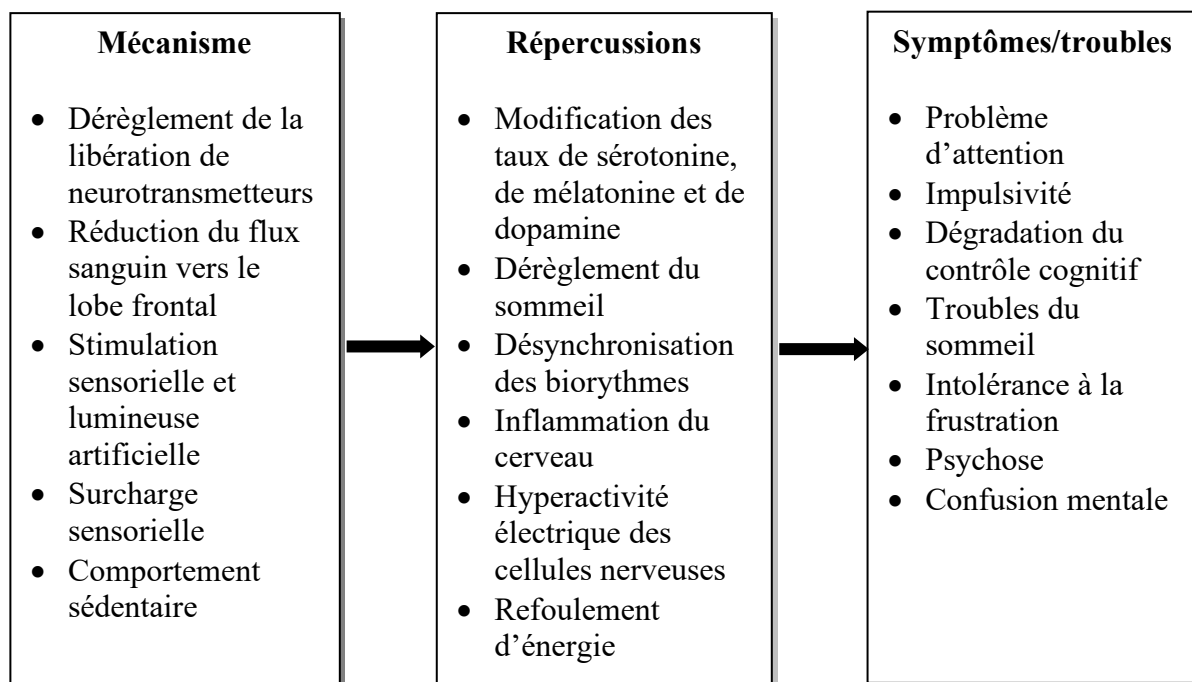 Mécanisme
• Dérèglement de la
libération de
neurotransmetteurs
• Réduction du flux
sanguin vers le
lobe frontal
• Stimulation
sensorielle et
lumineuse
artificielle
• Surcharge
sensorielle
• Comportement
sédentaire
Répercussions
• Modification des
taux de sérotonine,
de mélatonine et de
dopamine
• Dérèglement du
sommeil
• Désynchronisation
des biorythmes
• Inflammation du
cerveau
• Hyperactivité
électrique des
cellules nerveuses
• Refoulement
d’énergie
Symptômes/troubles
• Problème
d’attention
• Impulsivité
• Dégradation du
contrôle cognitif
• Troubles du
sommeil
• Intolérance à la
frustration
• Psychose
• Confusion mentale